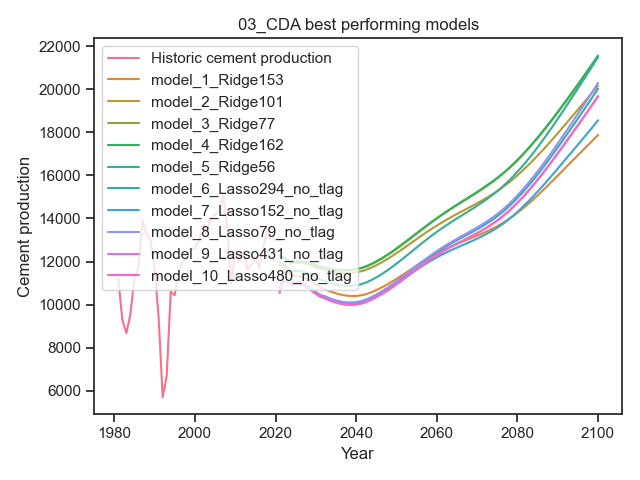 03_CDA best performing models
22000
20000
18000
16000
14000
12000
10000
8000
6000
Cement production
Historic cement production
model_1_Ridge153
model_2_Ridge101
model_3_Ridge77
model_4_Ridge162
model_5_Ridge56
model_6_Lasso294_no_tlag
model_7_Lasso152_no_tlag
model_8_Lasso79_no_tlag
model_9_Lasso431_no_tlag
model_10_Lasso480_no_tlag
1980 2000 2020 2040 2060 2080 2100
Year